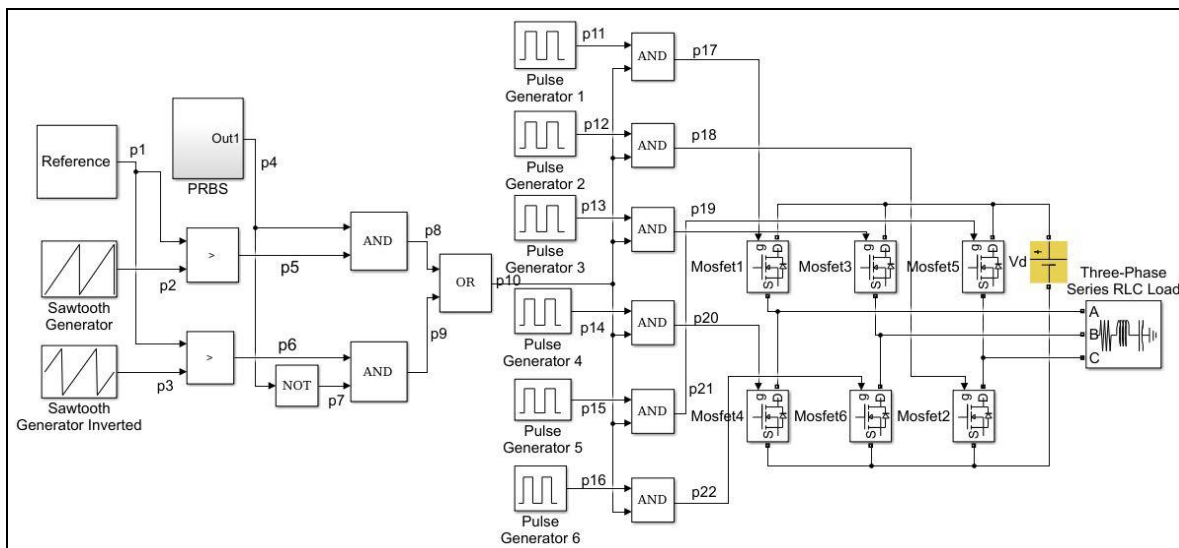 Reference
p1
Out1
PRBS
p4
Sawtooth
Generator
p2
>
p5
AND
p8
OR
p10
Sawtooth
Generator Inverted
p3
>
p6
NOT
p7
AND
p9
Pulse
Generator 1
p11
AND
p17
Pulse
Generator 2
p12
AND
p18
Pulse
Generator 3
p13
AND
p19
Pulse
Generator 4
p14
AND
p20
Pulse
Generator 5
p15
AND
p21
Pulse
Generator 6
p16
AND
p22
Mosfet1
g
D
S
Mosfet3
g
D
S
Mosfet5
g
D
S
Vd
Three-Phase
Series RLC Load
A
B
C
Mosfet4
g
D
S
Mosfet6
g
D
S
Mosfet2
g
D
S